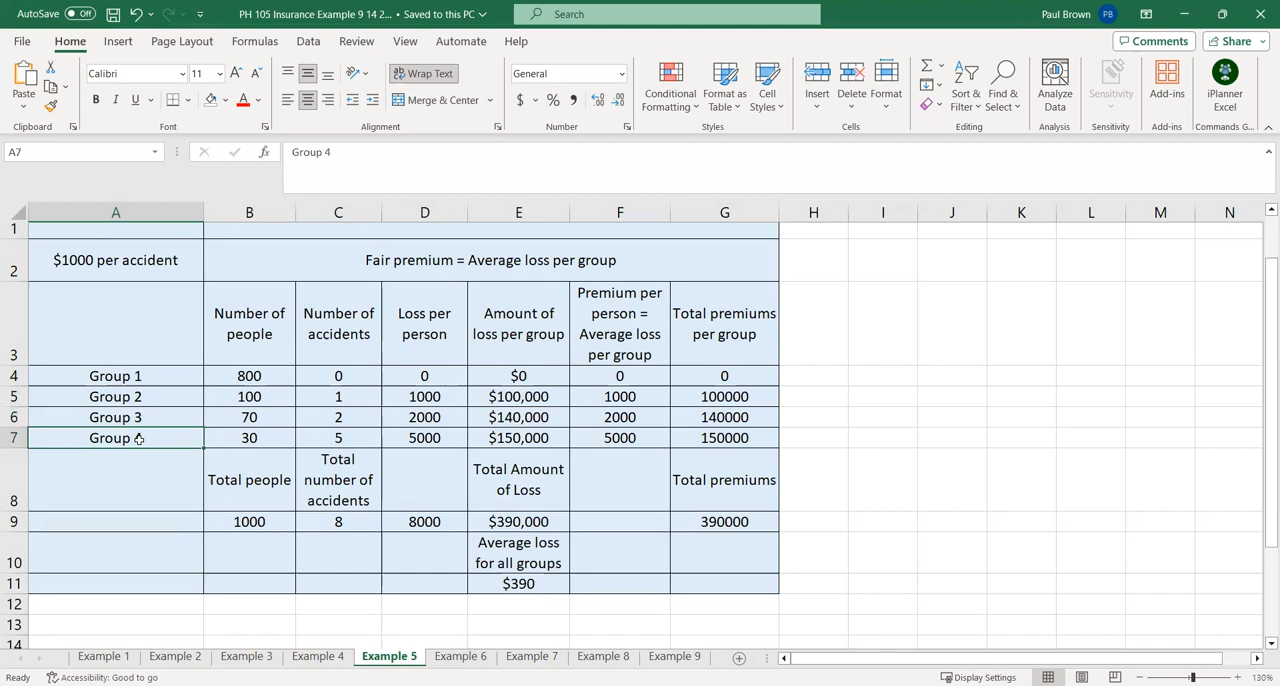 AutoSave Off PH 105 Insurance Example 9 14 2... • Saved to this PC Search Paul Brown PB
File Home Insert Page Layout Formulas Data Review View Automate Help Comments Share
Paste Calibri 11 A A ab Wrap Text General Conditional Formatting Format as Table Cell Styles Insert Delete Format Sort & Filter Find & Select Analyze Data Sensitivity Add-ins iPlanner Excel
B I U A Merge & Center $ % 9
Clipboard Font Alignment Number Styles Cells Editing Analysis Sensitivity Add-ins Commands G...
A7 fx Group 4
A B C D E F G H I J K L M N
1
2 $1000 per accident Fair premium = Average loss per group
3 Number of people Number of accidents Loss per person Amount of loss per group Premium per person = Average loss per group Total premiums per group
4 Group 1 800 0 0 $0 0 0
5 Group 2 100 1 1000 $100,000 1000 100000
6 Group 3 70 2 2000 $140,000 2000 140000
7 Group 4 30 5 5000 $150,000 5000 150000
8 Total people Total number of accidents Total Amount of Loss Total premiums
9 1000 8 8000 $390,000 390000
10 Average loss for all groups
11 $390
12
13
14
Example 1 Example 2 Example 3 Example 4 Example 5 Example 6 Example 7 Example 8 Example 9
Ready Accessibility: Good to go Display Settings 130%